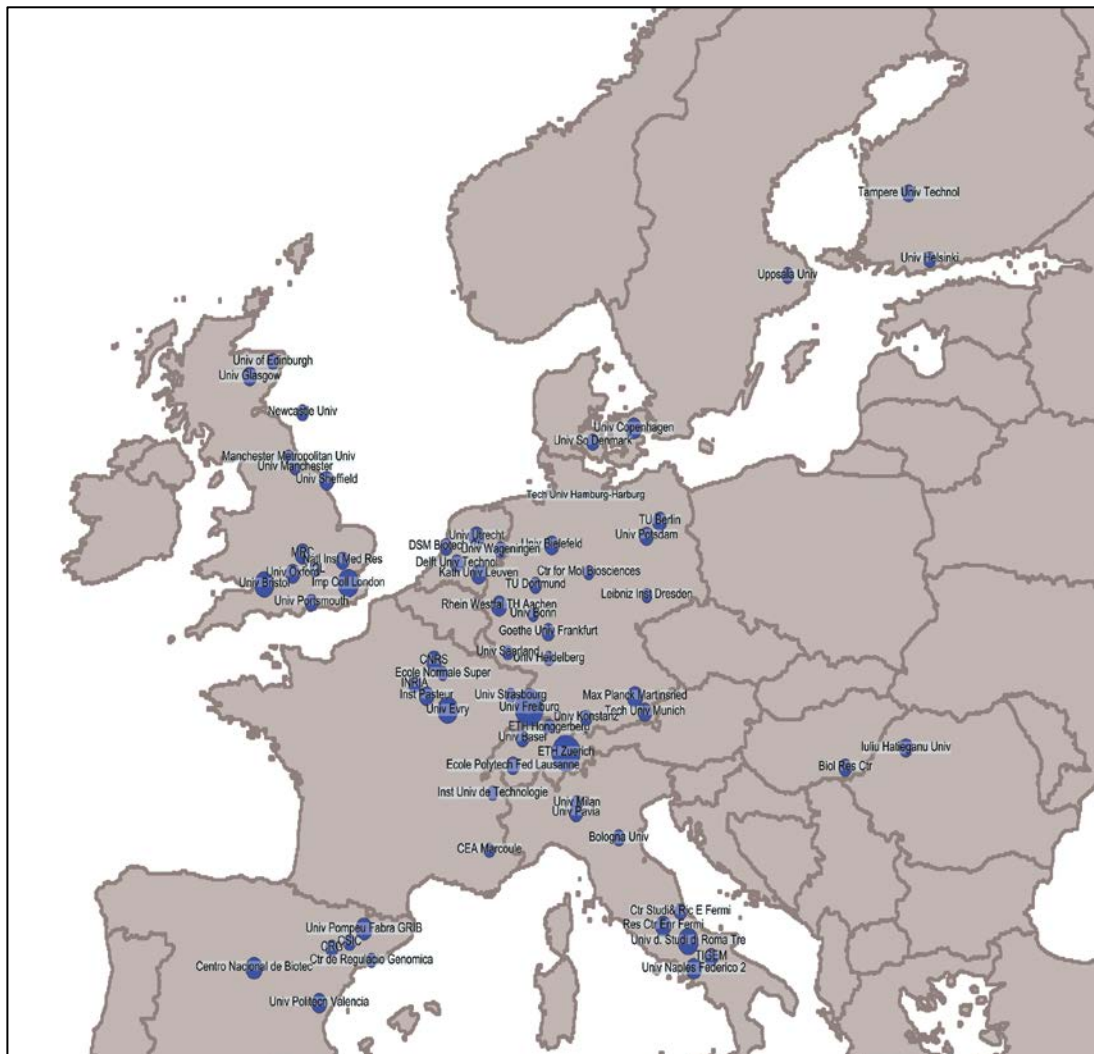 Tampere Univ Technol
Univ Helsinki
Uppsala Univ
Univ of Edinburgh
Univ Glasgow
Newcastle Univ
Univ Copenhagen
Univ So Denmark
Manchester Metropolitan Univ
Univ Manchester
Univ Sheffield
Tech Univ Hamburg-Harburg
TU Berlin
Univ Potsdam
Univ Utrecht
DSM Biotech
Univ Wageningen
Univ Bielefeld
MRC
Natl Inst Med Res
Delft Univ Technol
Univ Oxford
Kath Univ Leuven
Ctr for Mol Biosciences
Univ Bristol
Imp Coll London
TU Dortmund
Leibniz Inst Dresden
Univ Portsmouth
Rhein Westfal TH Aachen
Univ Bonn
Goethe Univ Frankfurt
Univ Saarland
Univ Heidelberg
CNRS
Ecole Normale Super
INRIA
Inst Pasteur
Univ Evry
Univ Strasbourg
Univ Freiburg
Max Planck Martinsried
Tech Univ Munich
Univ Konstanz
ETH Honggerberg
Univ Basel
ETH Zuerich
Ecole Polytech Fed Lausanne
Iuliu Hatieganu Univ
Biol Res Ctr
Inst Univ de Technologie
Univ Milan
Univ Pavia
Bologna Univ
CEA Marcoule
Ctr Studi& Ric E Fermi
Res Ctr Enr Fermi
Univ d. Studi di Roma Tre
TIGEM
Univ Naples Federico 2
Univ Pompeu Fabra GRIB
CSIC
CRG
Ctr de Regulacio Genomica
Centro Nacional de Biotec
Univ Politecn Valencia